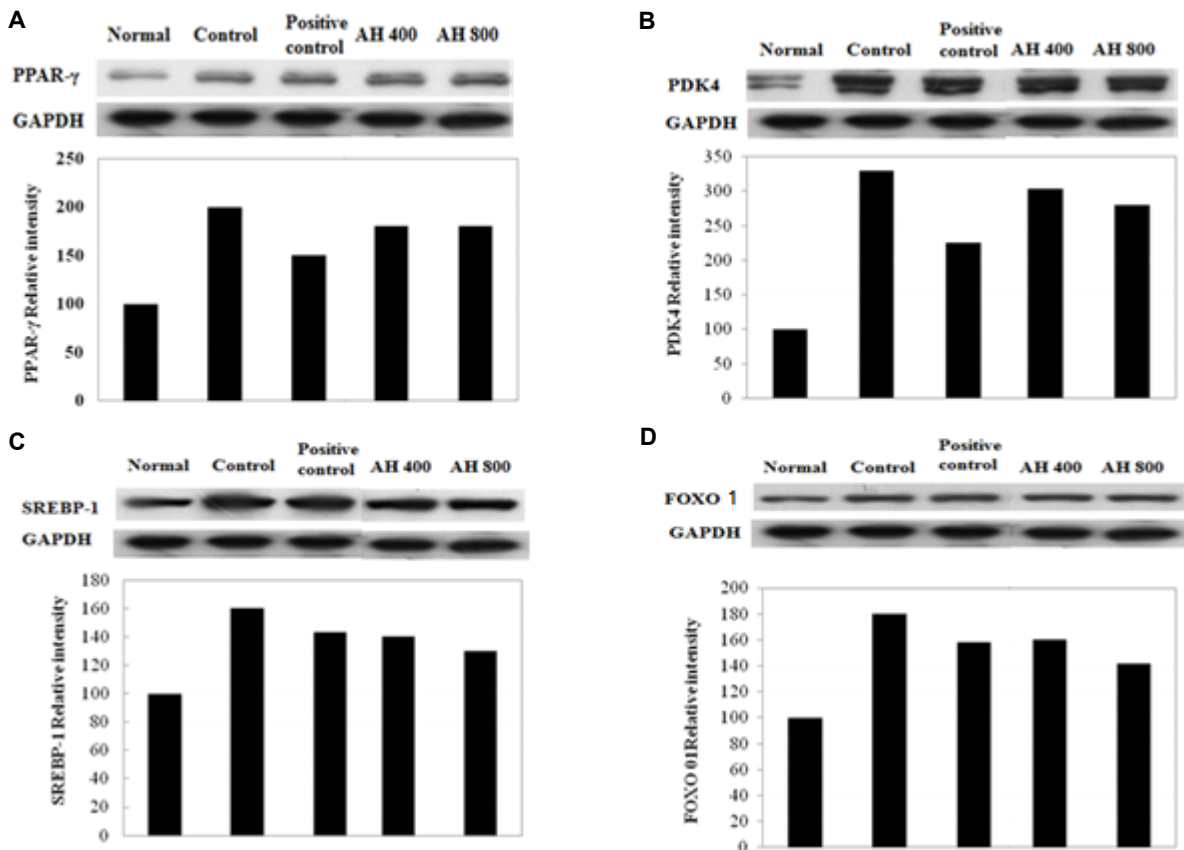 A
Normal Control Positive control AH 400 AH 800
PPAR-γ
GAPDH
PPAR-γ Relative intensity
250
200
150
100
50
0
B
Normal Control Positive control AH 400 AH 800
PDK4
GAPDH
PDK4 Relative intensity
350
300
250
200
150
100
50
0
C
Normal Control Positive control AH 400 AH 800
SREBP-1
GAPDH
SREBP-1 Relative intensity
180
160
140
120
100
80
60
40
20
0
D
Normal Control Positive control AH 400 AH 800
FOXO 1
GAPDH
FOXO 01Relative intensity
200
180
160
140
120
100
80
60
40
20
0